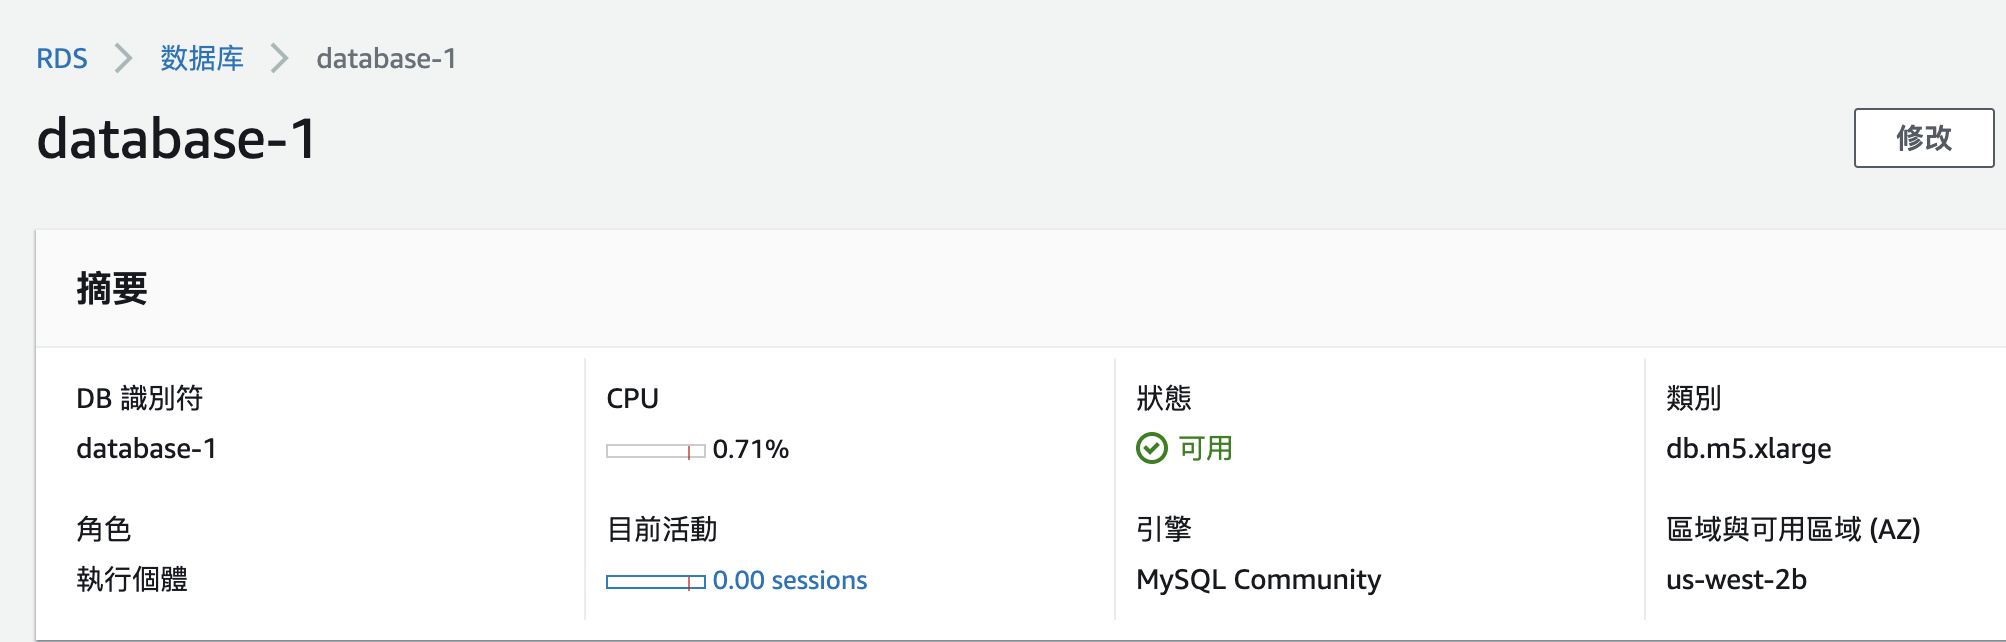 RDS > 数据库 > database-1
database-1
修改
摘要
DB 識別符
database-1
CPU
0.71%
狀態
可用
類別
db.m5.xlarge
角色
執行個體
目前活動
0.00 sessions
引擎
MySQL Community
區域與可用區域 (AZ)
us-west-2b